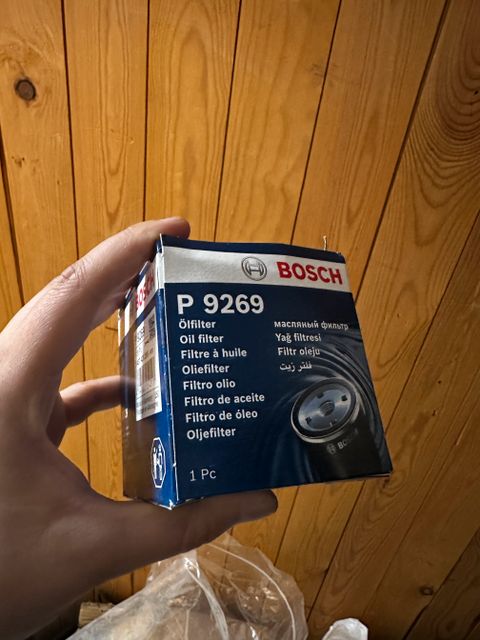 BOSCH
P 9269
Ölfilter
Oil filter
Filtre à huile
Oliefilter
Filtro olio
Filtro de aceite
Filtro de óleo
Oljefilter
масляный фильтр
Yağ filtresi
Filtr oleju
فلتر زيت
1 Pc